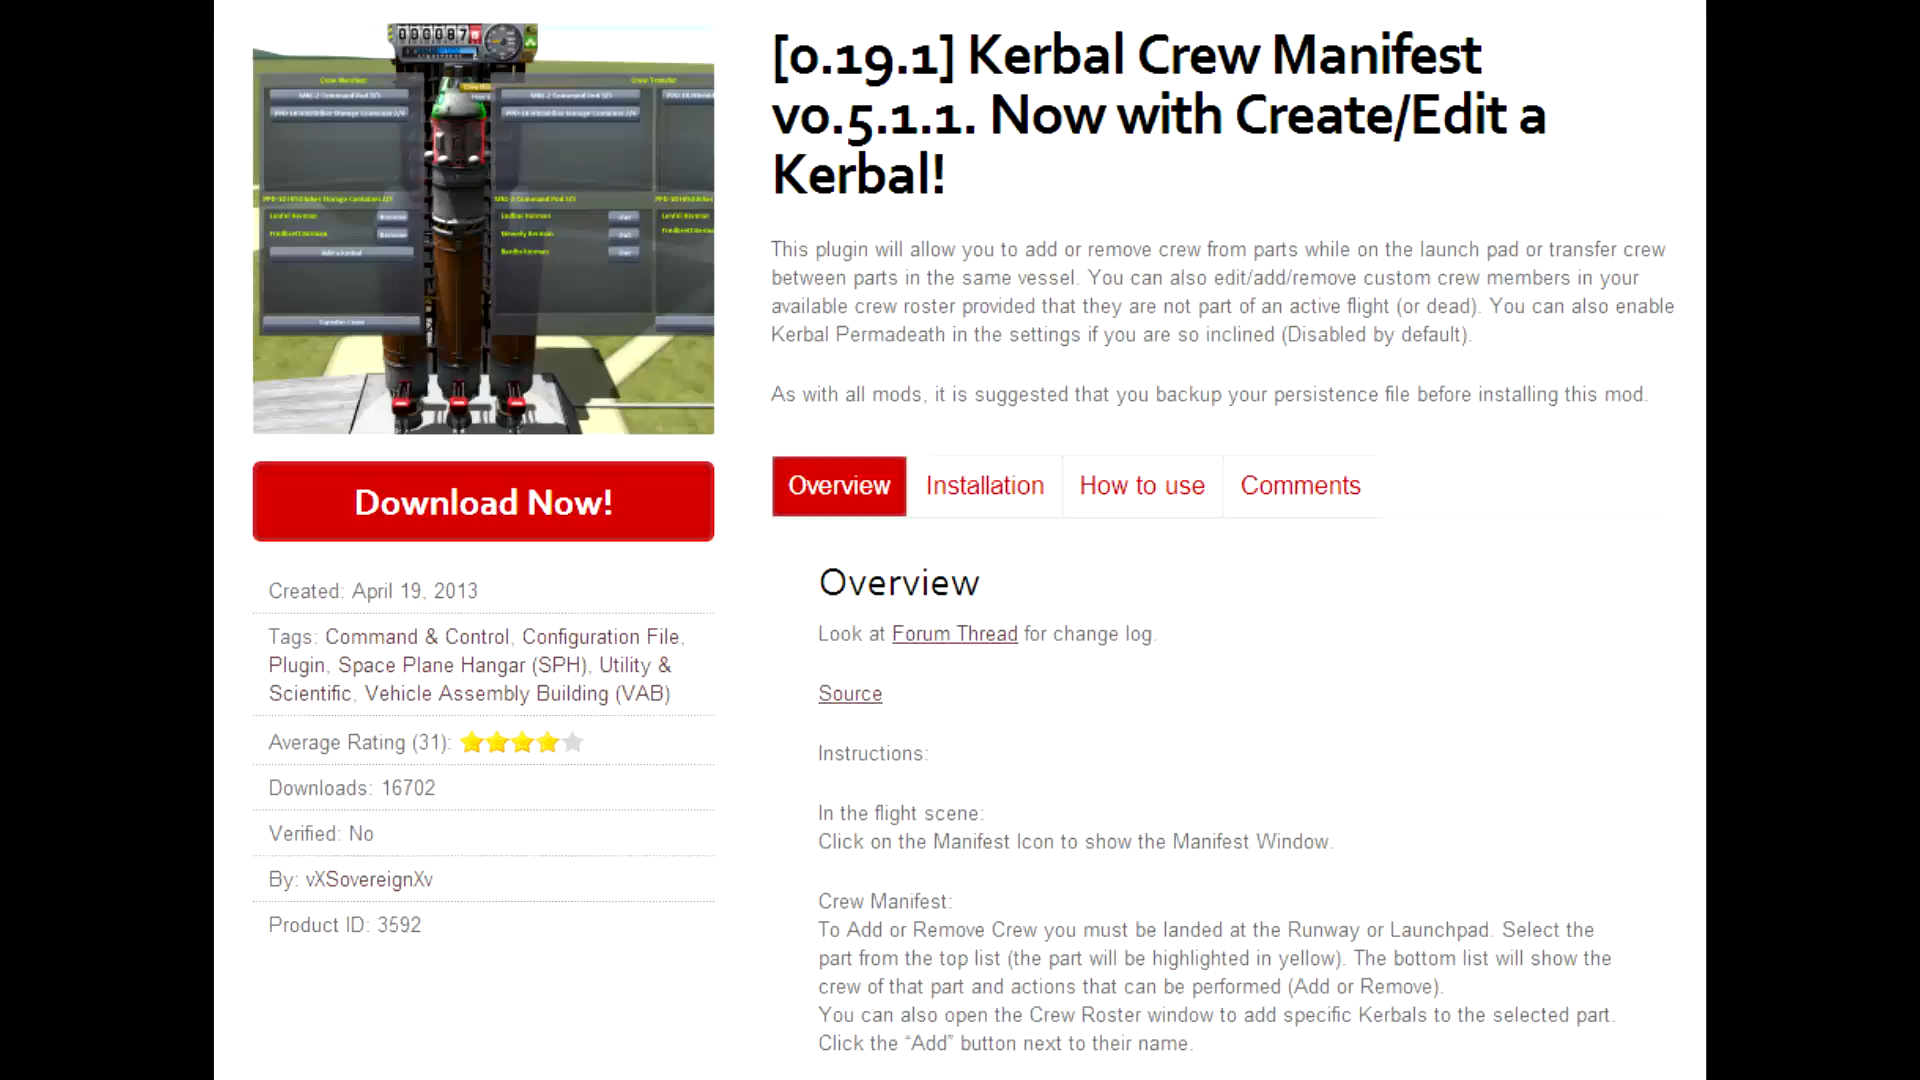 [0.19.1] Kerbal Crew Manifest
v0.5.1.1. Now with Create/Edit a
Kerbal!
This plugin will allow you to add or remove crew from parts while on the launch pad or transfer crew
between parts in the same vessel. You can also edit/add/remove custom crew members in your
available crew roster provided that they are not part of an active flight (or dead). You can also enable
Kerbal Permadeath in the settings if you are so inclined (Disabled by default).
As with all mods, it is suggested that you backup your persistence file before installing this mod.
Crew Manifest
Crew Transfer
Add a Kerbal
Transfer Crew
Download Now!
Created: April 19, 2013
Tags: Command & Control, Configuration File,
Plugin, Space Plane Hangar (SPH), Utility &
Scientific, Vehicle Assembly Building (VAB)
Average Rating (31):
Downloads: 16702
Verified: No
By: vXSovereignXv
Product ID: 3592
Overview
Installation
How to use
Comments
Overview
Look at Forum Thread for change log.
Source
Instructions:
In the flight scene:
Click on the Manifest Icon to show the Manifest Window.
Crew Manifest:
To Add or Remove Crew you must be landed at the Runway or Launchpad. Select the
part from the top list (the part will be highlighted in yellow). The bottom list will show the
crew of that part and actions that can be performed (Add or Remove).
You can also open the Crew Roster window to add specific Kerbals to the selected part.
Click the “Add” button next to their name.